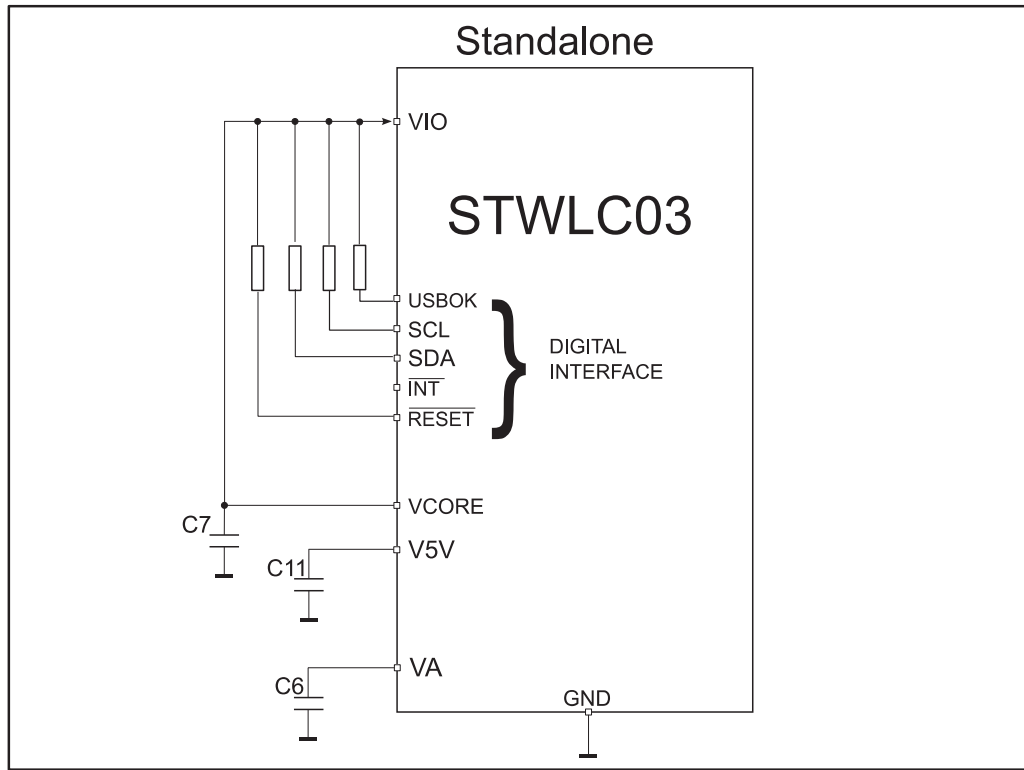 Standalone
VIO
STWLC03
USBOK
SCL
SDA
INT
RESET
DIGITAL
INTERFACE
VCORE
C7
V5V
C11
VA
C6
GND